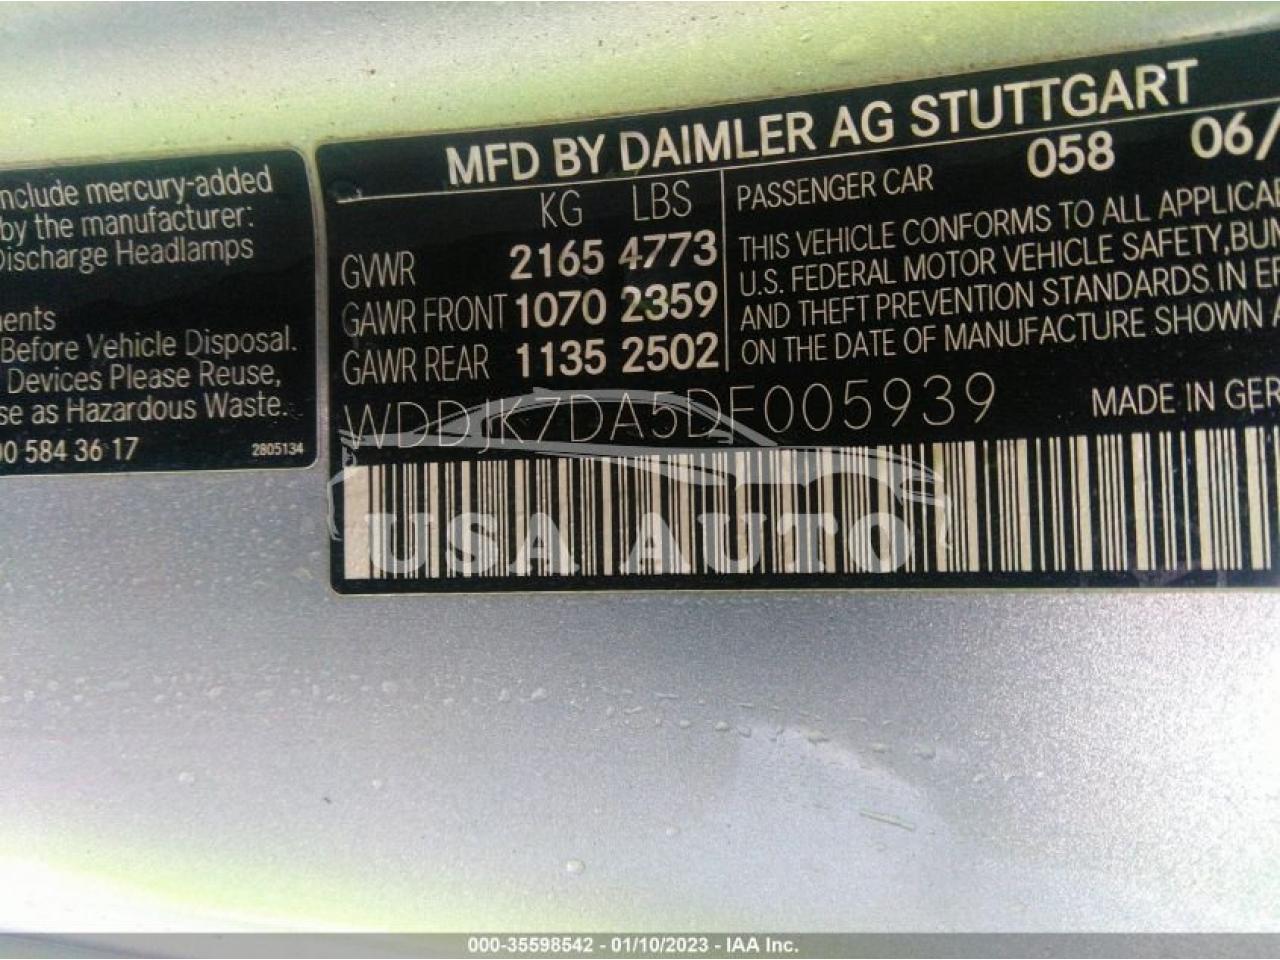 nclude mercury-added
by the manufacturer:
Discharge Headlamps
ents
Before Vehicle Disposal.
Devices Please Reuse,
se as Hazardous Waste.
00 584 36 17
2805134
MFD BY DAIMLER AG STUTTGART
KG LBS
GVWR 2165 4773
GAWR FRONT 1070 2359
GAWR REAR 1135 2502
PASSENGER CAR 058 06/
THIS VEHICLE CONFORMS TO ALL APPLICA
U.S. FEDERAL MOTOR VEHICLE SAFETY, BUM
AND THEFT PREVENTION STANDARDS IN EF
ON THE DATE OF MANUFACTURE SHOWN A
WDDJK7DA5DF005939
MADE IN GER
USA AUTO
000-35598542 - 01/10/2023 - IAA Inc.